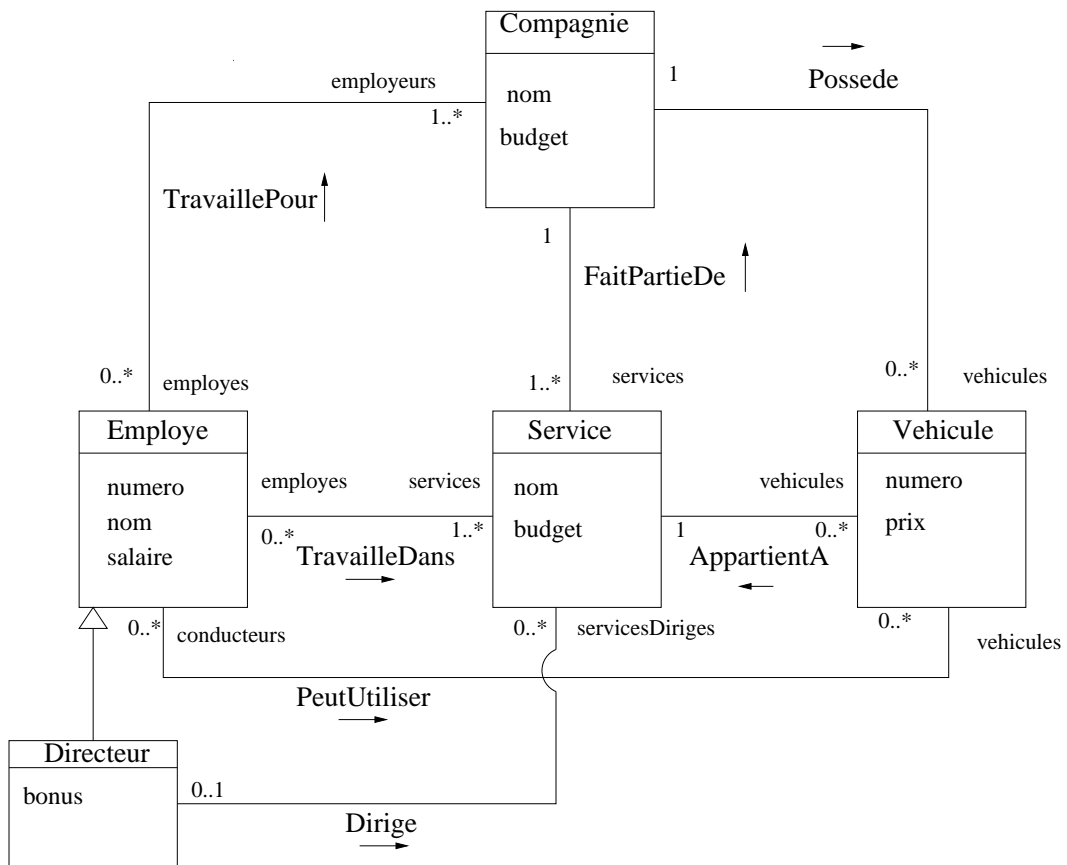 Compagnie
nom
budget
employeurs
1..*
1
Possede
TravaillePour
1
FaitPartieDe
0..*
employes
1..*
services
0..*
vehicules
Employe
numero
nom
salaire
Service
nom
budget
Vehicule
numero
prix
employes
services
0..*
1..*
TravailleDans
vehicules
1
0..*
AppartientA
0..*
conducteurs
0..*
servicesDiriges
0..*
vehicules
PeutUtiliser
Directeur
bonus
0..1
Dirige